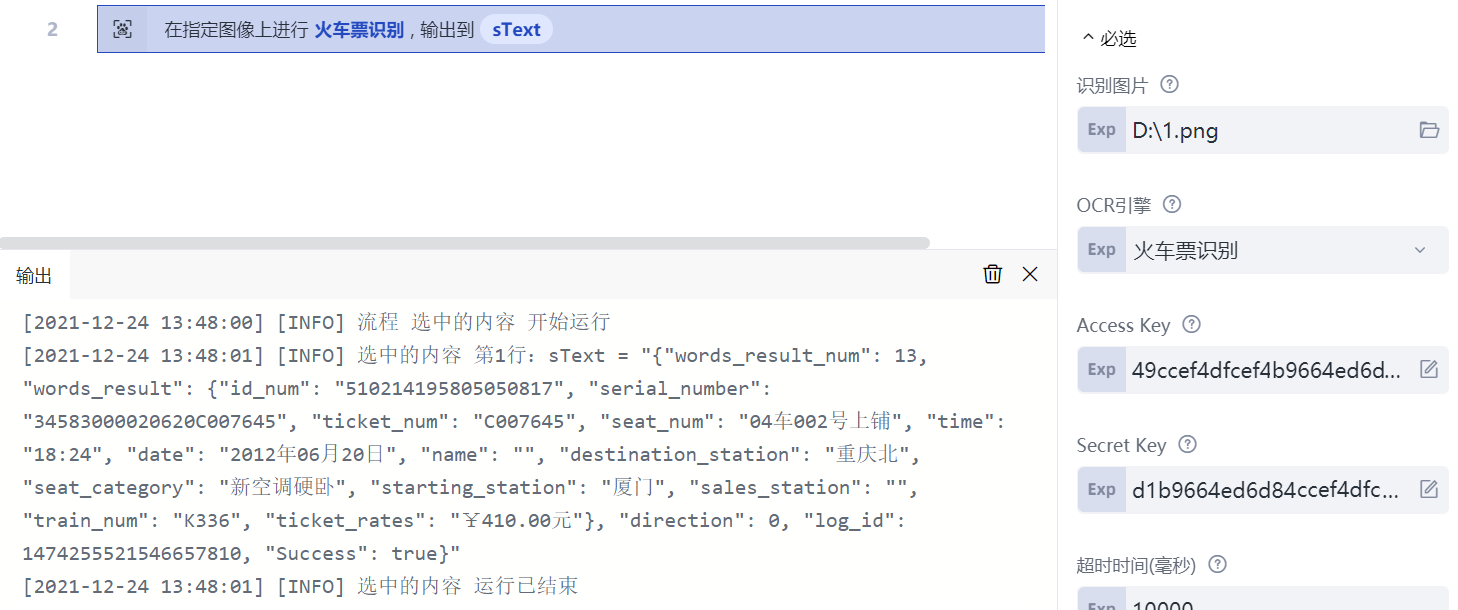 2
在指定图像上进行 火车票识别 , 输出到 sText
输出
[2021-12-24 13:48:00] [INFO] 流程 选中的内容 开始运行
[2021-12-24 13:48:01] [INFO] 选中的内容 第1行: sText = "{"words_result_num": 13,
"words_result": {"id_num": "510214195805050817", "serial_number":
"34583000020620C007645", "ticket_num": "C007645", "seat_num": "04车002号上铺", "time":
"18:24", "date": "2012年06月20日", "name": "", "destination_station": "重庆北",
"seat_category": "新空调硬卧", "starting_station": "厦门", "sales_station": "",
"train_num": "K336", "ticket_rates": "￥410.00元"}, "direction": 0, "log_id":
1474255521546657810, "Success": true}"
[2021-12-24 13:48:01] [INFO] 选中的内容 运行已结束
必选
识别图片
Exp D:\1.png
OCR引擎
Exp 火车票识别
Access Key
Exp 49ccef4dfcef4b9664ed6d...
Secret Key
Exp d1b9664ed6d84ccef4dfc...
超时时间(毫秒)
Exp 10000